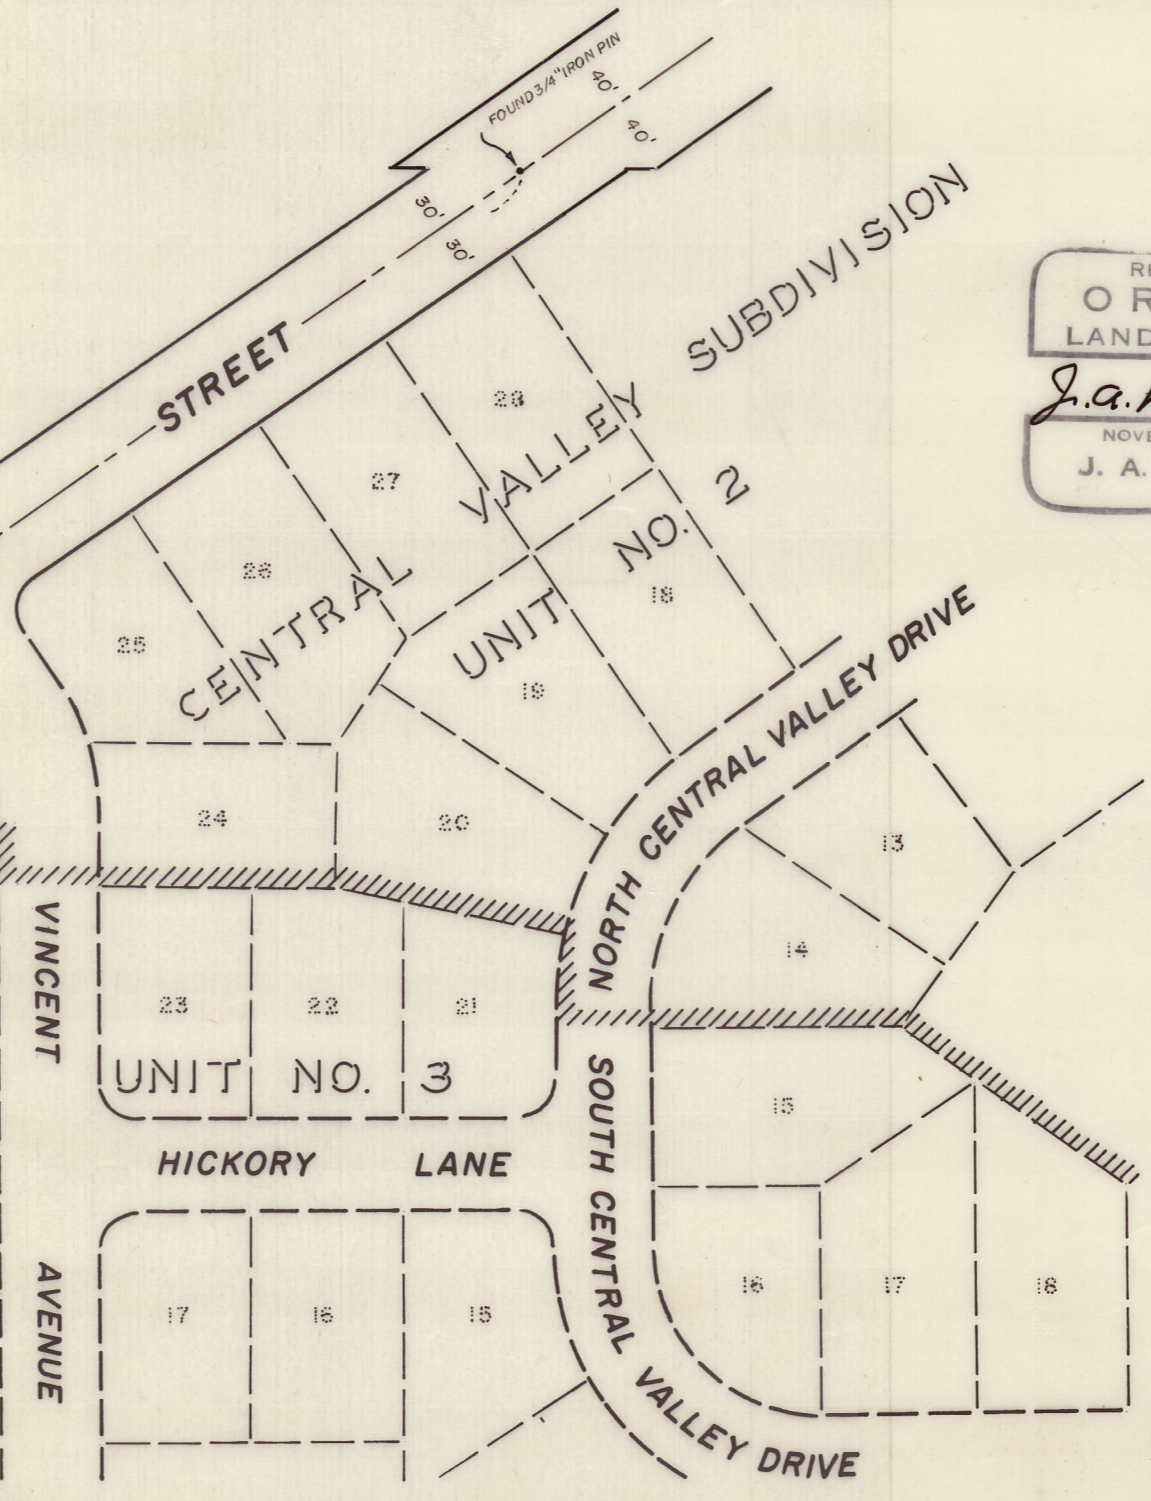 FOUND 3/4" IRON PIN
40'
40'
30'
30'
STREET
CENTRAL VALLEY SUBDIVISION
UNIT NO. 2
28
27
26
25
18
19
24
20
13
14
NORTH CENTRAL VALLEY DRIVE
VINCENT AVENUE
23
22
21
UNIT NO. 3
HICKORY LANE
15
SOUTH CENTRAL VALLEY DRIVE
17
16
15
16
17
18
LAND
J. A.